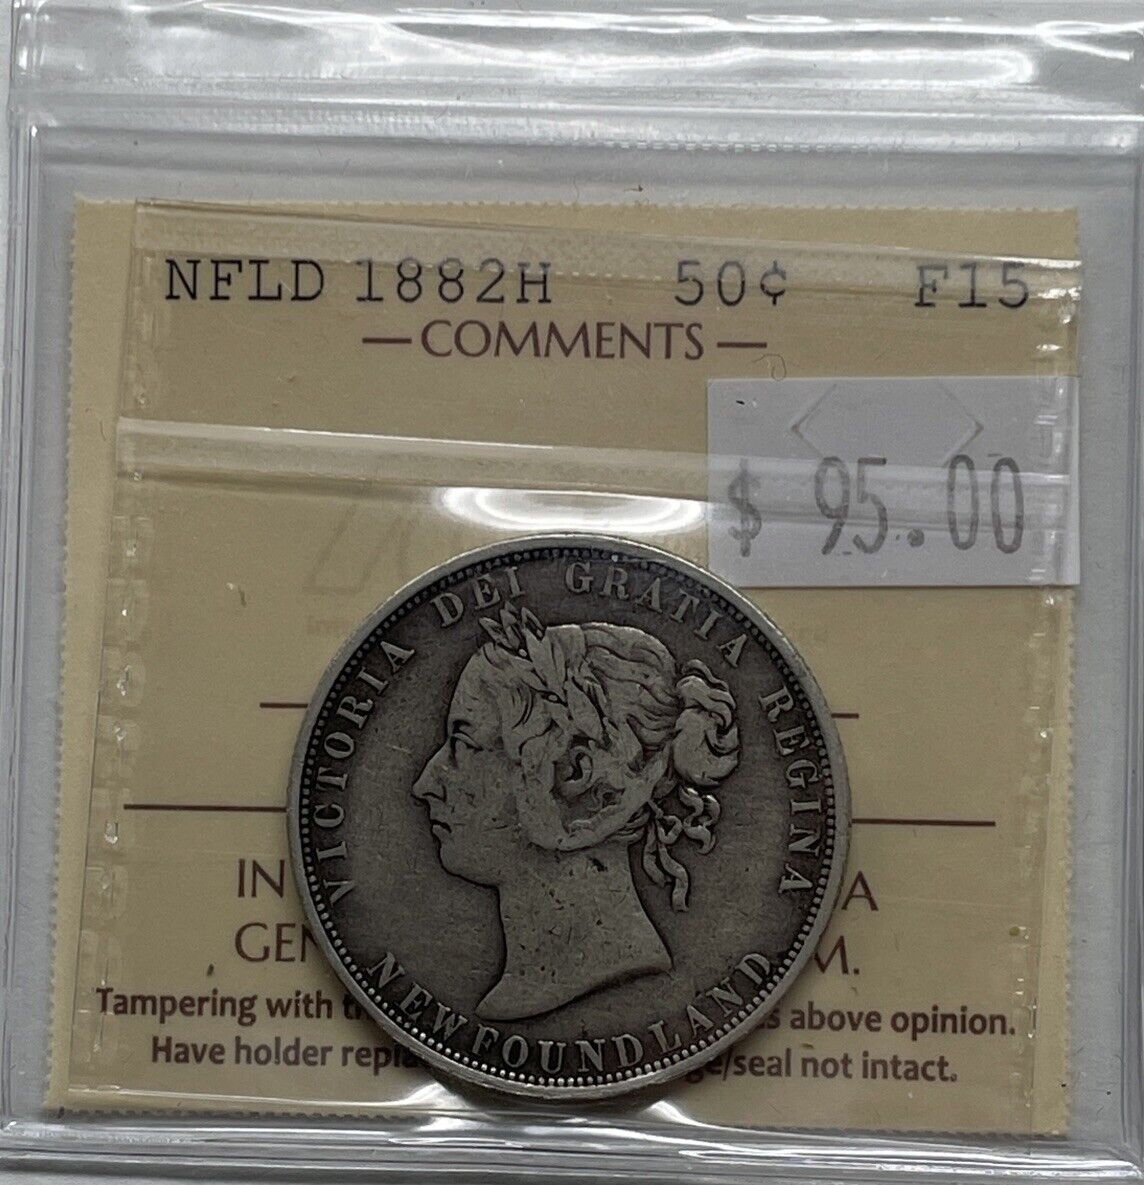 NFLD 1882H 50¢ F15
— COMMENTS —
$ 95.00
VICTORIA DEI GRATIA REGINA
NEWFOUNDLAND
IN
A
GEN
M.
Tampering with t
s above opinion.
Have holder repla
ge/seal not intact.